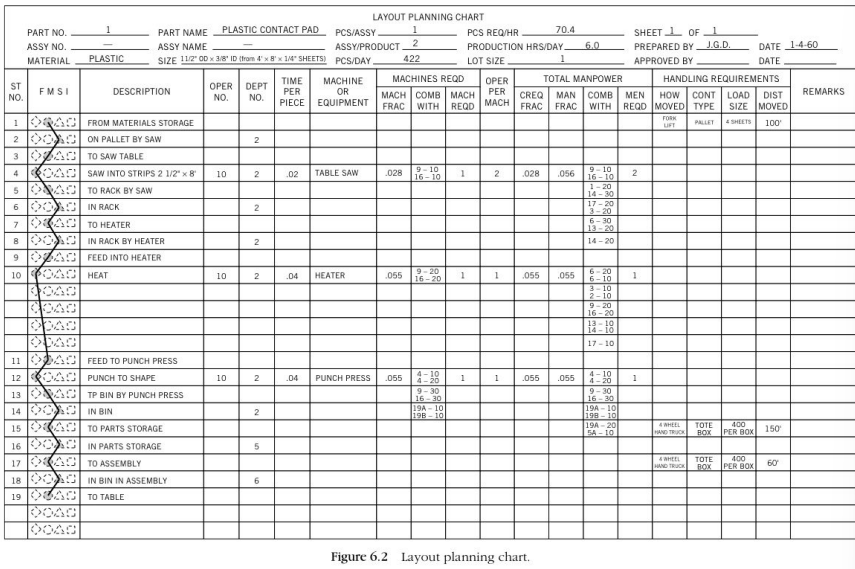 LAYOUT PLANNING CHART
PART NO. 1 PART NAME PLASTIC CONTACT PAD PCS/ASSY 1 PCS REQ/HR 70.4 SHEET 1 OF 1
ASSY NO. — ASSY NAME — ASSY/PRODUCT 2 PRODUCTION HRS/DAY 6.0 PREPARED BY J.G.D. DATE 1-4-60
MATERIAL PLASTIC SIZE 11/2" OD × 3/8" ID (from 4' × 8' × 1/4" SHEETS) PCS/DAY 422 LOT SIZE 1 APPROVED BY DATE
ST NO. F M S I DESCRIPTION OPER NO. DEPT NO. TIME PER PIECE MACHINE OR EQUIPMENT MACHINES REQD OPER PER MACH TOTAL MANPOWER HANDLING REQUIREMENTS REMARKS
MACH FRAC COMB WITH MACH REQD CREQ FRAC MAN FRAC COMB WITH MEN REQD HOW MOVED CONT TYPE LOAD SIZE DIST MOVED
1 FROM MATERIALS STORAGE FORK LIFT PALLET 4 SHEETS 100'
2 ON PALLET BY SAW 2
3 TO SAW TABLE
4 SAW INTO STRIPS 2 1/2" × 8' 10 2 .02 TABLE SAW .028 9 – 10 16 – 10 1 2 .028 .056 9 – 10 16 – 10 2
5 TO RACK BY SAW 1 – 20 14 – 30
6 IN RACK 2 17 – 20 3 – 20
7 TO HEATER 6 – 30 13 – 20
8 IN RACK BY HEATER 2 14 – 20
9 FEED INTO HEATER
10 HEAT 10 2 .04 HEATER .055 9 – 20 16 – 20 1 1 .055 .055 6 – 20 6 – 10 1
3 – 10 2 – 10
9 – 20 16 – 20
13 – 10 14 – 10
17 – 10
11 FEED TO PUNCH PRESS
12 PUNCH TO SHAPE 10 2 .04 PUNCH PRESS .055 4 – 10 4 – 20 1 1 .055 .055 4 – 10 4 – 20 1
13 TP BIN BY PUNCH PRESS 9 – 30 16 – 30 9 – 30 16 – 30
14 IN BIN 2 19A – 10 19B – 10 19A – 10 19B – 10
15 TO PARTS STORAGE 19A – 20 5A – 10 4 WHEEL HAND TRUCK TOTE BOX 400 PER BOX 150'
16 IN PARTS STORAGE 5
17 TO ASSEMBLY 4 WHEEL HAND TRUCK TOTE BOX 400 PER BOX 60'
18 IN BIN IN ASSEMBLY 6
19 TO TABLE
Figure 6.2 Layout planning chart.